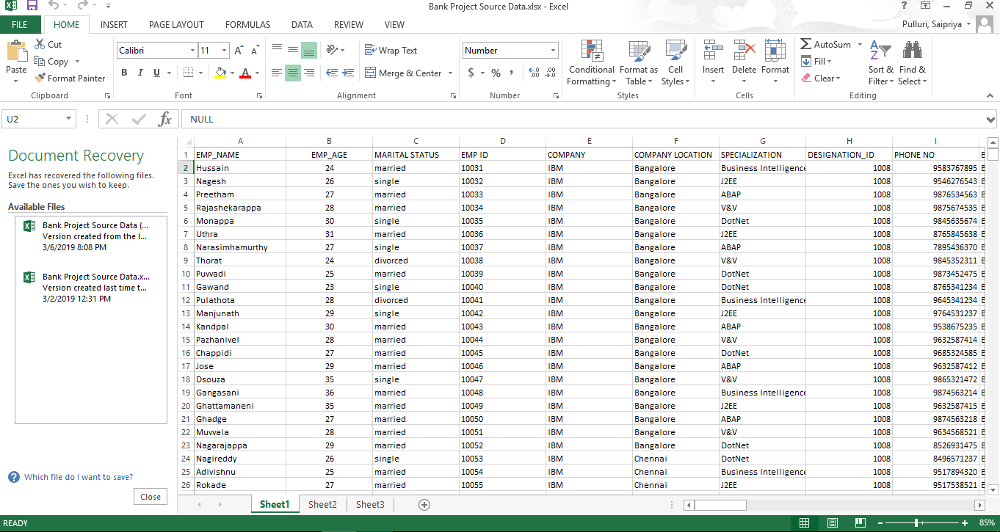 Bank Project Source Data.xlsx - Excel
FILE HOME INSERT PAGE LAYOUT FORMULAS DATA REVIEW VIEW Pulluri, Saipriya
Paste Cut Copy Format Painter
Clipboard
Calibri 11
B I U
Font
Wrap Text
Merge & Center
Alignment
Number
$ % ,
Number
Conditional Formatting Format as Table Cell Styles
Styles
Insert Delete Format
Cells
AutoSum Fill Clear Sort & Filter Find & Select
Editing
U2 fx NULL
Document Recovery
Excel has recovered the following files.
Save the ones you wish to keep.
Available Files
Bank Project Source Data (...
Version created from the l...
3/6/2019 8:08 PM
Bank Project Source Data.x...
Version created last time t...
3/2/2019 12:31 PM
Which file do I want to save?
Close
A B C D E F G H I
1 EMP_NAME EMP_AGE MARITAL STATUS EMP ID COMPANY COMPANY LOCATION SPECIALIZATION DESIGNATION_ID PHONE NO
2 Hussain 24 married 10031 IBM Bangalore Business Intelligence 1008 9583767895
3 Nagesh 26 single 10032 IBM Bangalore J2EE 1008 9546276543
4 Preetham 27 married 10033 IBM Bangalore ABAP 1008 9876534563
5 Rajashekarappa 28 married 10034 IBM Bangalore V&V 1008 9875674535
6 Monappa 30 single 10035 IBM Bangalore DotNet 1008 9845635674
7 Uthra 31 married 10036 IBM Bangalore J2EE 1008 8765845638
8 Narasimhamurthy 27 single 10037 IBM Bangalore ABAP 1008 7895436370
9 Thorat 24 divorced 10038 IBM Bangalore V&V 1008 9845352311
10 Puvvadi 25 married 10039 IBM Bangalore DotNet 1008 9873452475
11 Gawand 23 single 10040 IBM Bangalore DotNet 1008 8765341234
12 Pulathota 28 divorced 10041 IBM Bangalore Business Intelligence 1008 9645341234
13 Manjunath 29 single 10042 IBM Bangalore J2EE 1008 9764531237
14 Kandpal 30 married 10043 IBM Bangalore ABAP 1008 9538675235
15 Pazhanivel 28 married 10044 IBM Bangalore V&V 1008 9632587414
16 Chappidi 27 married 10045 IBM Bangalore DotNet 1008 9685324585
17 Jose 29 married 10046 IBM Bangalore ABAP 1008 9632587412
18 Dsouza 35 single 10047 IBM Bangalore V&V 1008 9865321472
19 Gangasani 36 married 10048 IBM Bangalore Business Intelligence 1008 9874563214
20 Ghattamaneni 35 married 10049 IBM Bangalore J2EE 1008 9632587415
21 Ghadge 27 married 10050 IBM Bangalore ABAP 1008 9874563218
22 Muvvala 28 married 10051 IBM Bangalore V&V 1008 9634568521
23 Nagarajappa 29 married 10052 IBM Bangalore DotNet 1008 8526931475
24 Nagireddy 26 single 10053 IBM Chennai DotNet 1008 8496571237
25 Adivishnu 25 married 10054 IBM Chennai Business Intelligence 1008 9517894320
26 Rokade 27 married 10055 IBM Chennai J2EE 1008 9517538521
Sheet1 Sheet2 Sheet3
READY 85%